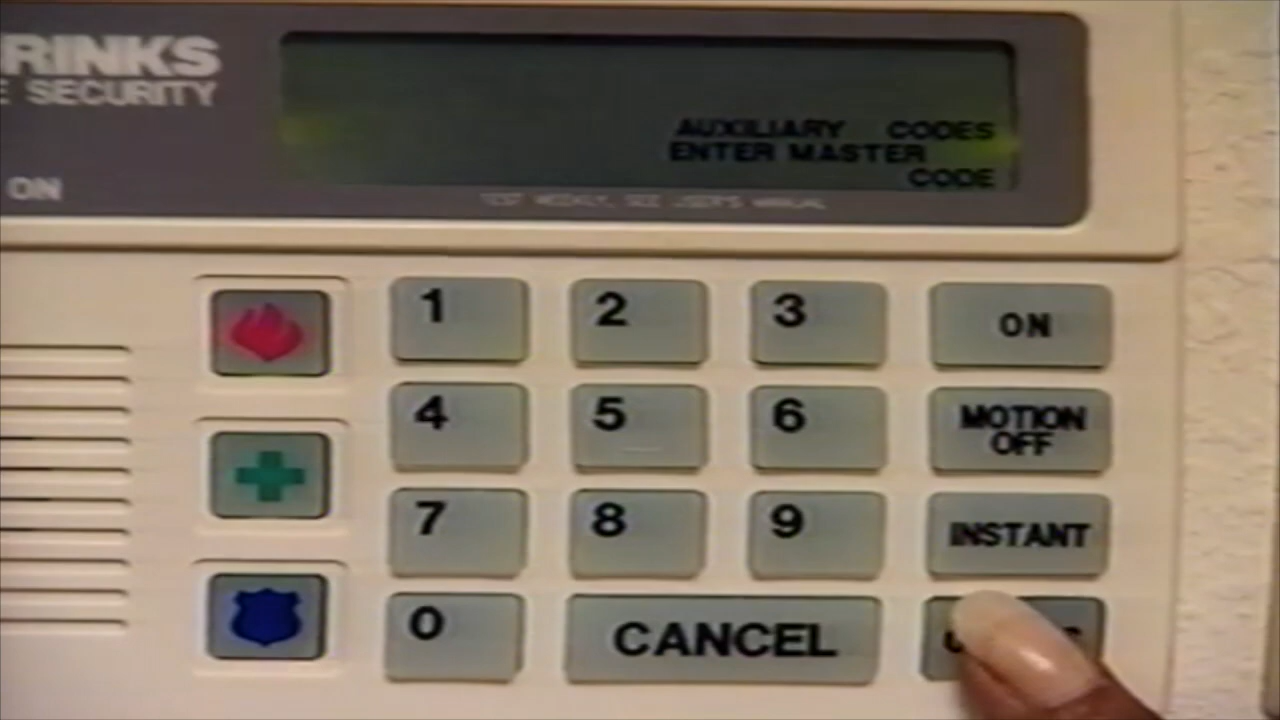 RINKS
E SECURITY
AUXILIARY CODES
ENTER MASTER
CODE
ON
1 2 3 ON
4 5 6 MOTION
OFF
7 8 9 INSTANT
0 CANCEL